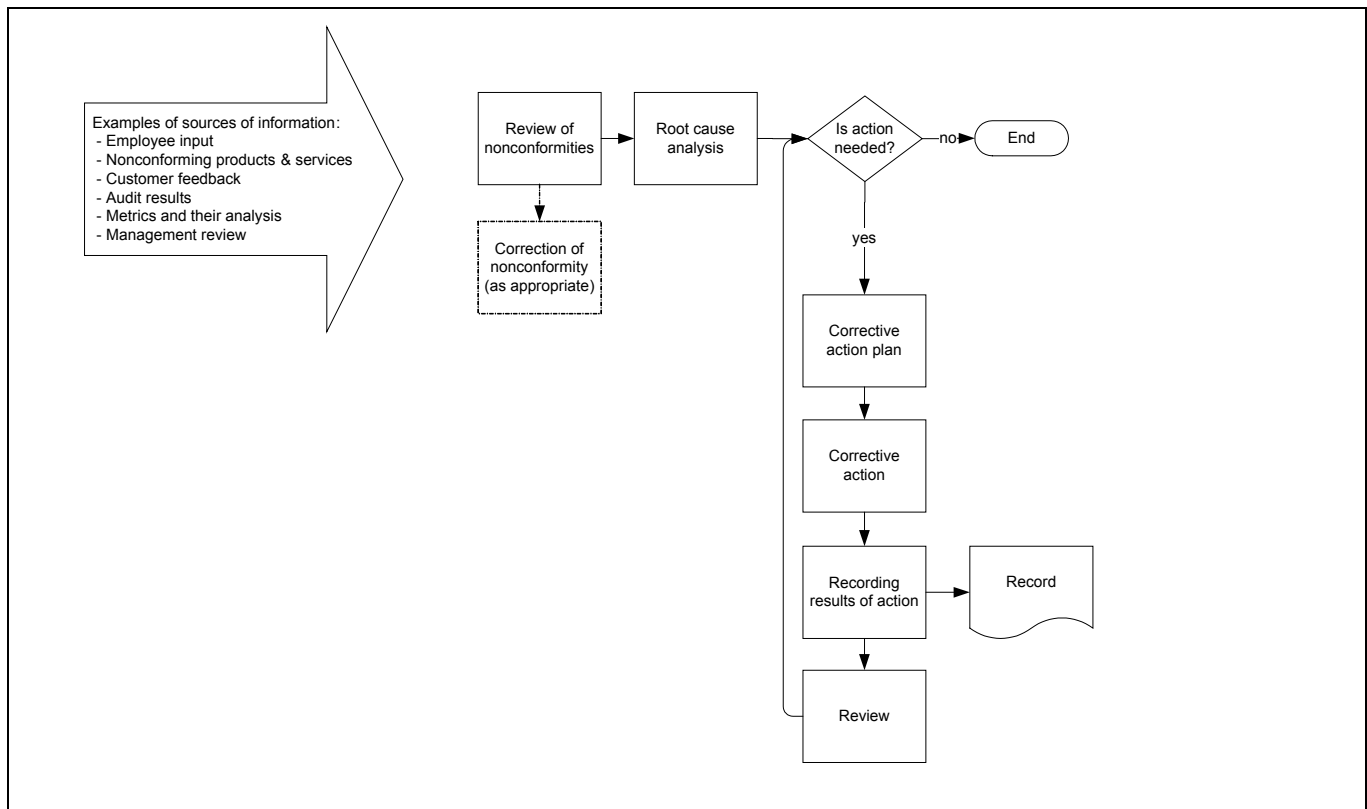 Examples of sources of information:
- Employee input
- Nonconforming products & services
- Customer feedback
- Audit results
- Metrics and their analysis
- Management review
Review of
nonconformities
Root cause
analysis
Is action
needed?
no
End
Correction of
nonconformity
(as appropriate)
yes
Corrective
action plan
Corrective
action
Recording
results of action
Record
Review